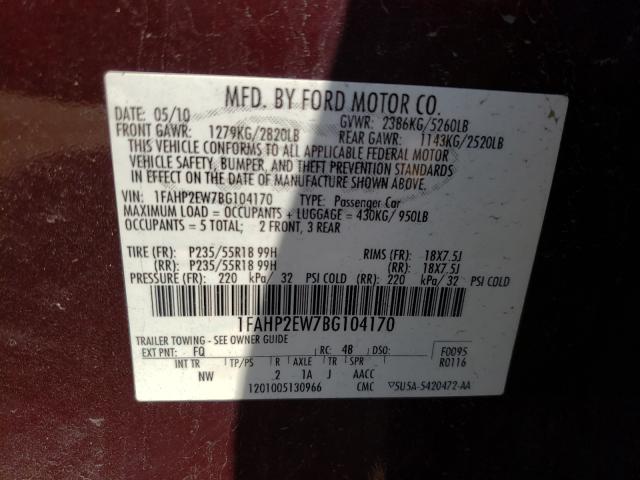 MFD. BY FORD MOTOR CO.
DATE: 05/10 GVWR: 2386KG/5260LB
FRONT GAWR: 1279KG/2820LB REAR GAWR: 1143KG/2520LB
THIS VEHICLE CONFORMS TO ALL APPLICABLE FEDERAL MOTOR
VEHICLE SAFETY, BUMPER, AND THEFT PREVENTION STANDARDS
IN EFFECT ON THE DATE OF MANUFACTURE SHOWN ABOVE.
VIN: 1FAHP2EW7BG104170 TYPE: Passenger Car
MAXIMUM LOAD = OCCUPANTS + LUGGAGE = 430KG/950LB
OCCUPANTS = 5 TOTAL; 2 FRONT, 3 REAR
TIRE (FR): P235/55R18 99H RIMS (FR): 18X7.5J
(RR): P235/55R18 99H (RR): 18X7.5J
PRESSURE (FR): 220 kPa/32 PSI COLD (RR): 220 kPa/32 PSI COLD
1FAHP2EW7BG104170
TRAILER TOWING - SEE OWNER GUIDE
EXT PNT: FQ RC: 48 DSO: F0095
INT TR TP/PS R AXLE TR SPR R0116
NW 2 1A J AACC
1201005130966 CMC ▽5U5A-5420472-AA